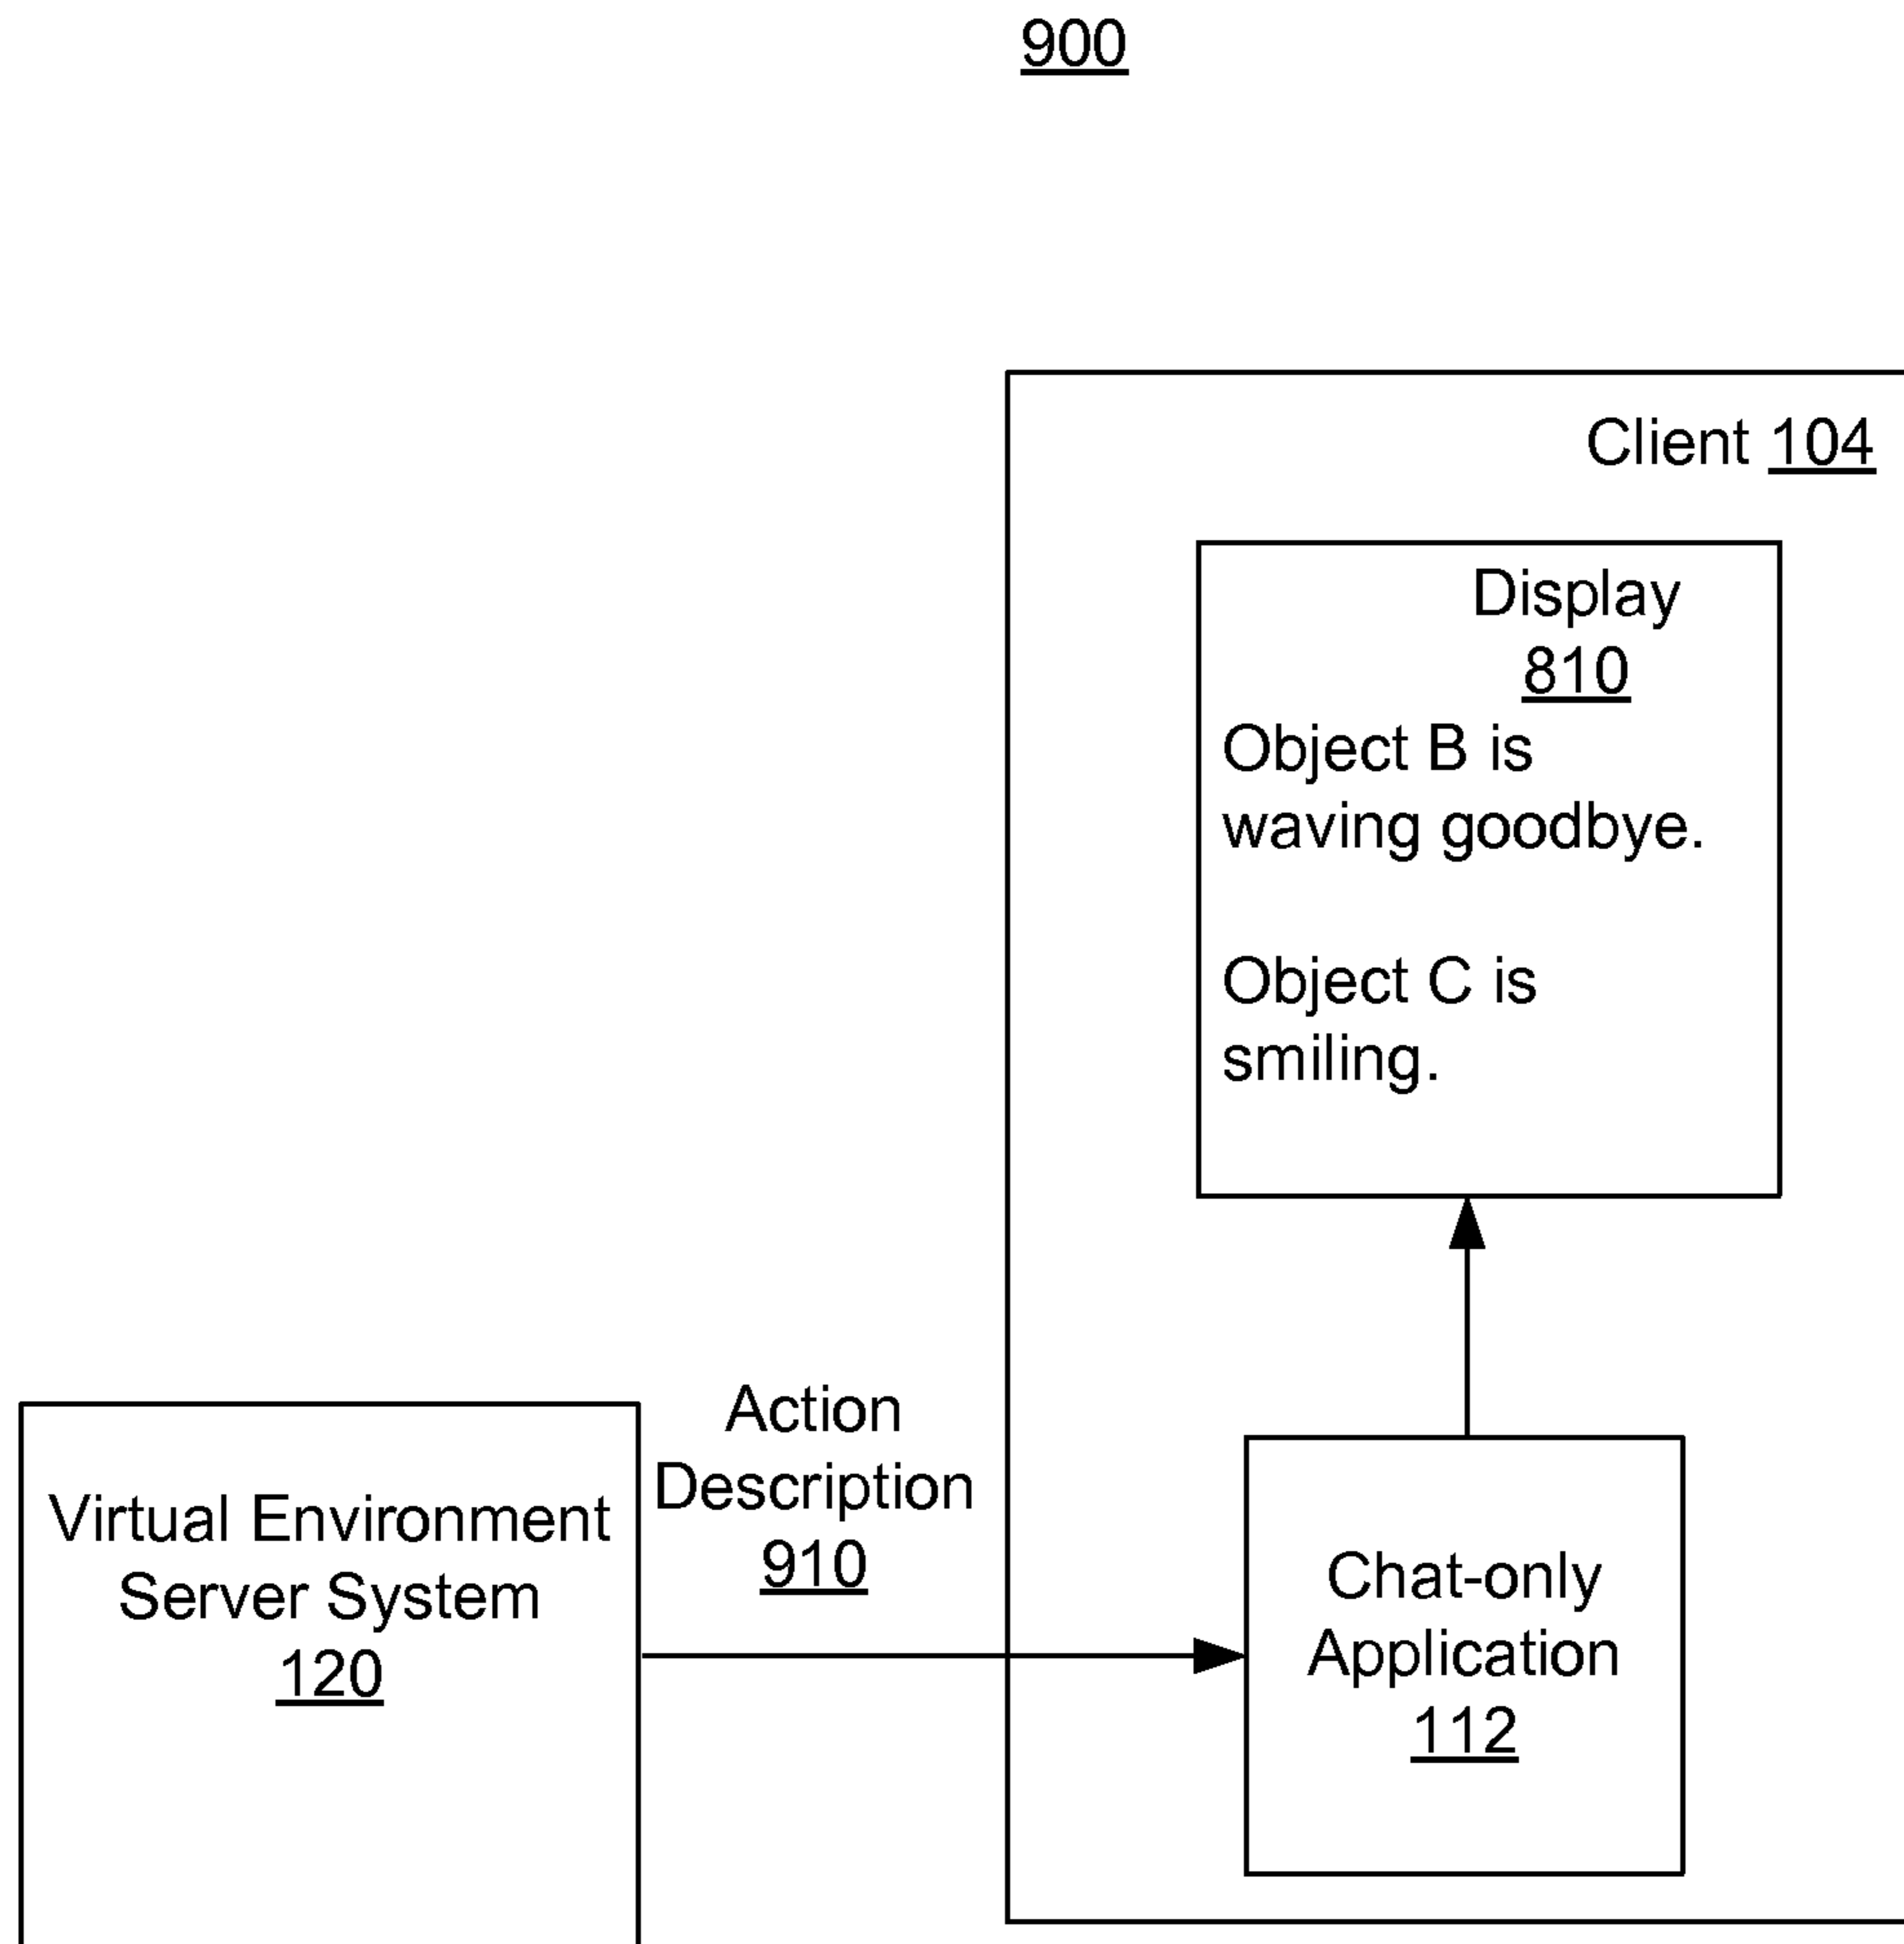 900
Client 104
Display
810
Object B is
waving goodbye.
Object C is
smiling.
Action
Description
910
Virtual Environment
Server System
120
Chat-only
Application
112